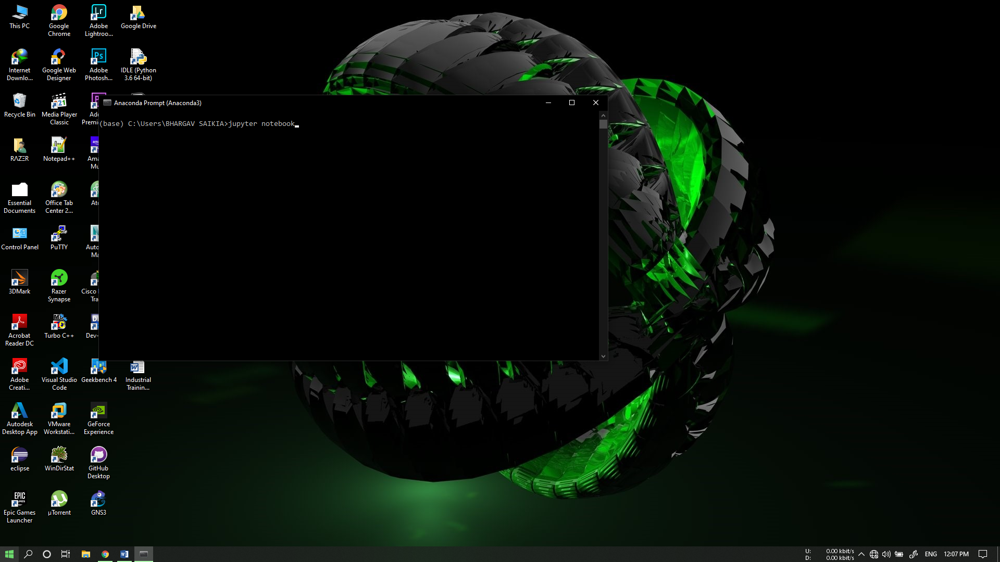 This PC
Google
Chrome
Adobe
Lightroo...
Google Drive
Internet
Downlo...
Google Web
Designer
Adobe
Photosh...
IDLE (Python
3.6 64-bit)
Recycle Bin
Media Player
Classic
Ado
Premi
RΛZΞR
Notepad++
Ama
Mu
Essential
Documents
Office Tab
Center 2...
Ato
Control Panel
PuTTY
Auto
Ma
3DMark
Razer
Synapse
Cisco
Tra
Acrobat
Reader DC
Turbo C++
Dev-
Adobe
Creati...
Visual Studio
Code
Geekbench 4
Industrial
Trainin...
Autodesk
Desktop App
VMware
Workstati...
GeForce
Experience
eclipse
WinDirStat
GitHub
Desktop
Epic Games
Launcher
µTorrent
GNS3
Anaconda Prompt (Anaconda3)
(base) C:\Users\BHARGAV SAIKIA>jupyter notebook
U: 0.00 kbit/s
D: 0.00 kbit/s
ENG
12:07 PM